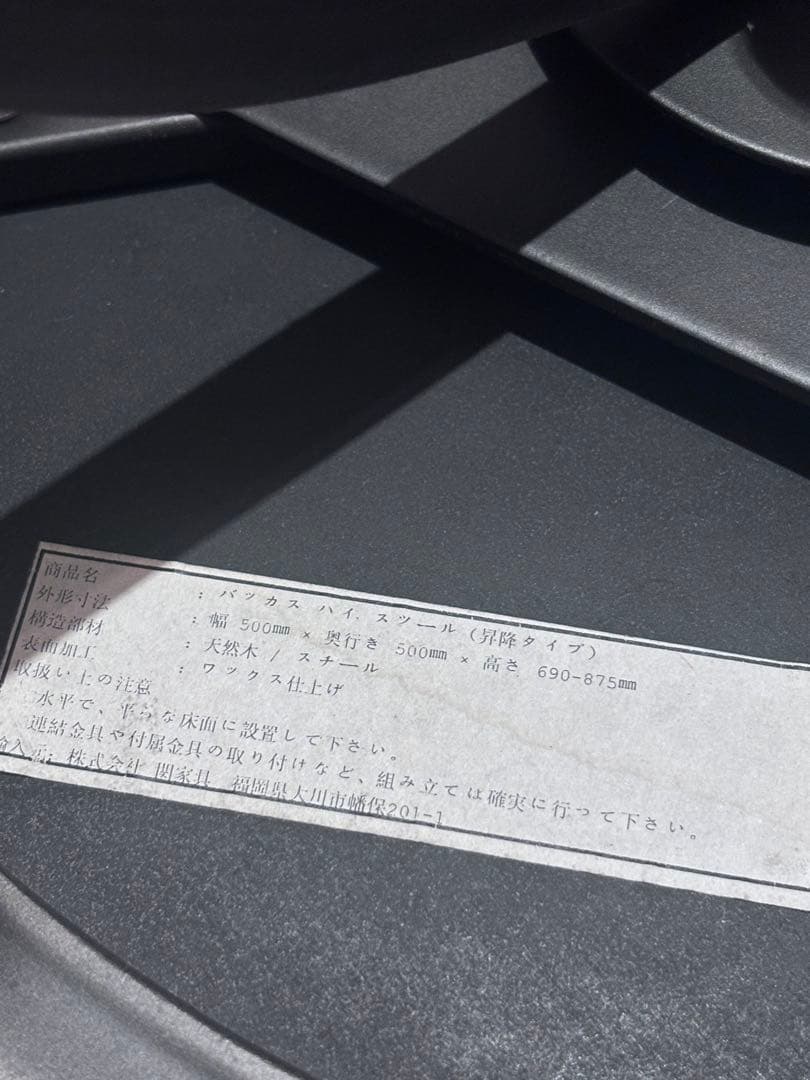 商品名 : バッカス ハイ スツール (昇降タイプ)
外形寸法 : 幅 500㎜ × 奥行き 500㎜ × 高さ 690-875㎜
構造部材 : 天然木 / スチール
表面加工 : ワックス仕上げ
取扱い上の注意
水平で、平らな床面に設置して下さい。
連結金具や付属金具の取り付けなど、組み立ては確実に行って下さい。
株式会社 関家具 福岡県大川市幡保201-1